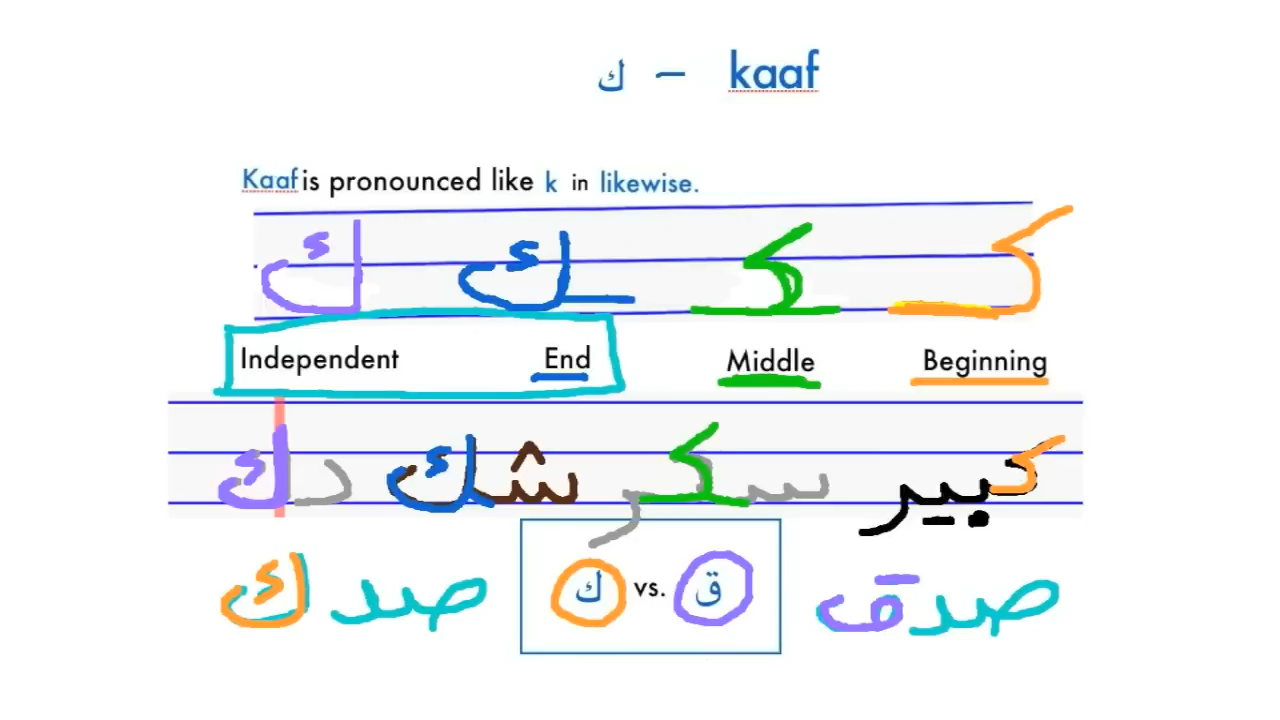 ك – kaaf
Kaaf is pronounced like k in likewise.
ك ـك ـكـ كـ
Independent End Middle Beginning
دك شك سكر كبير
صدك ك vs. ق صدق